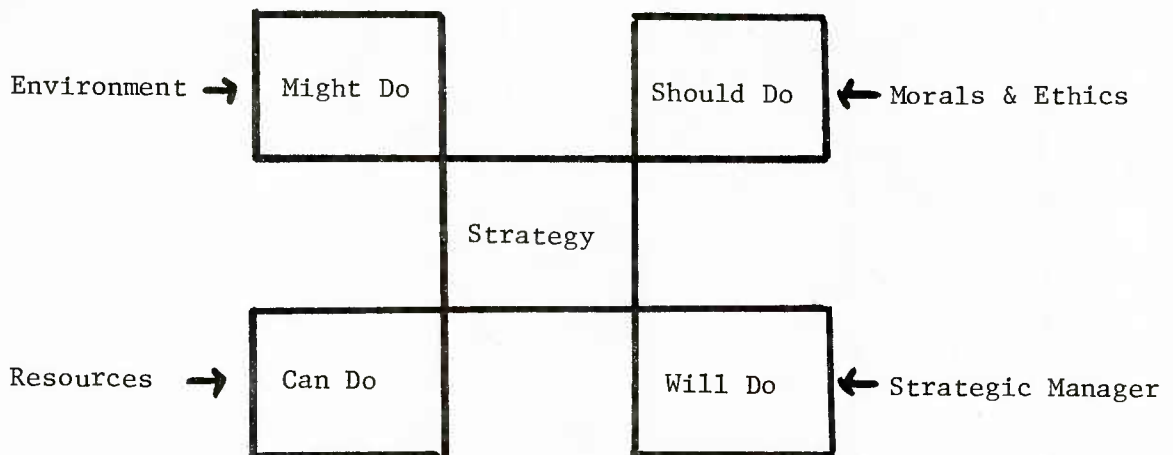 Environment Might Do Should Do Morals & Ethics
Strategy
Resources Can Do Will Do Strategic Manager